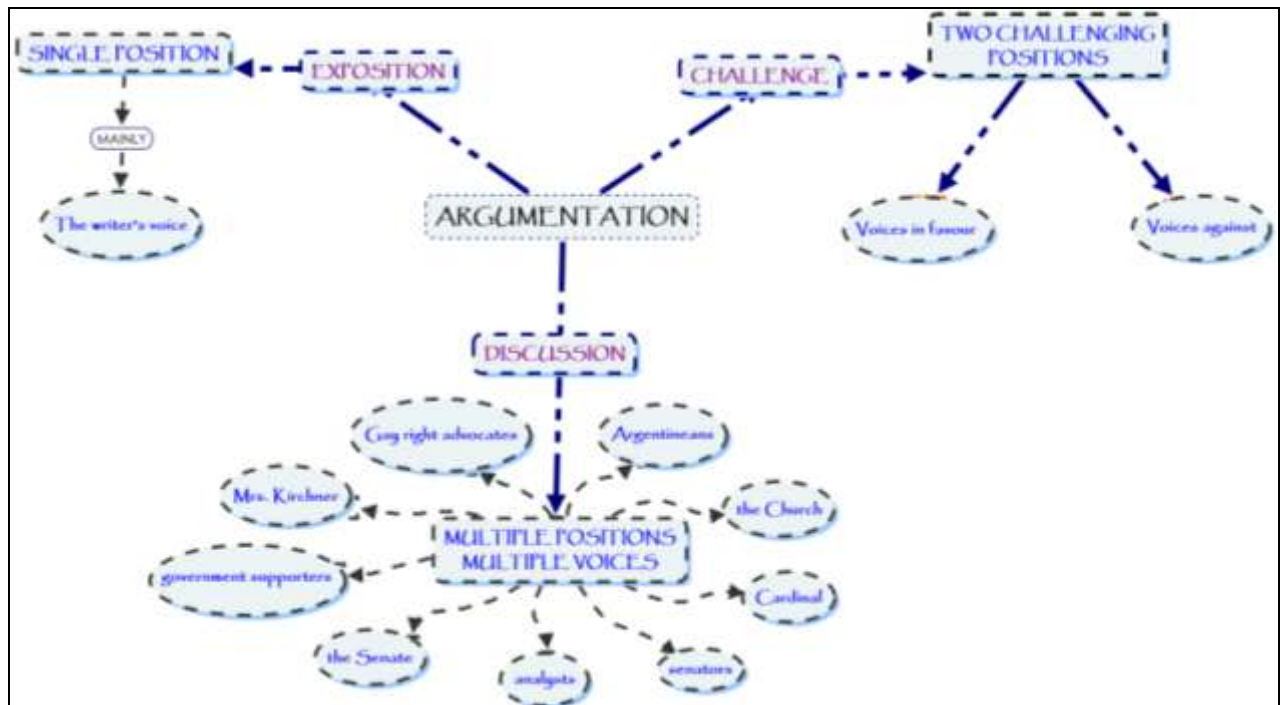 SINGLE POSITION
EXPOSITION
CHALLENGE
TWO CHALLENGING
POSITIONS
MAINLY
The writer's voice
ARGUMENTATION
Voices in favour
Voices against
DISCUSSION
Gay right advocates
Argentineans
Mrs. Kirchner
the Church
MULTIPLE POSITIONS
MULTIPLE VOICES
government supporters
Cardinal
the Senate
analysts
senators